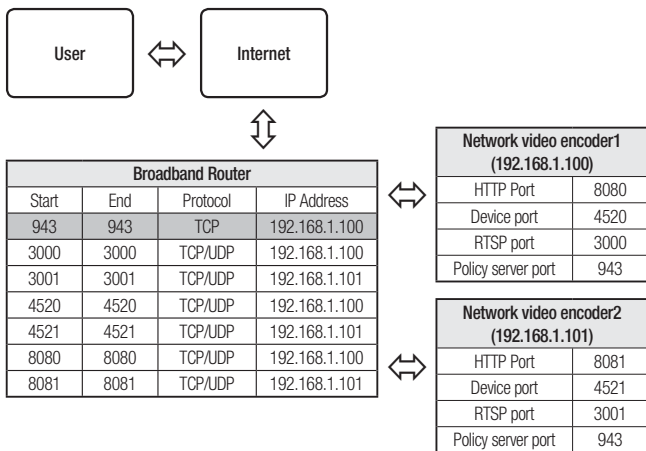 User
Internet
Broadband Router
Start End Protocol IP Address
943 943 TCP 192.168.1.100
3000 3000 TCP/UDP 192.168.1.100
3001 3001 TCP/UDP 192.168.1.101
4520 4520 TCP/UDP 192.168.1.100
4521 4521 TCP/UDP 192.168.1.101
8080 8080 TCP/UDP 192.168.1.100
8081 8081 TCP/UDP 192.168.1.101
Network video encoder1
(192.168.1.100)
HTTP Port 8080
Device port 4520
RTSP port 3000
Policy server port 943
Network video encoder2
(192.168.1.101)
HTTP Port 8081
Device port 4521
RTSP port 3001
Policy server port 943